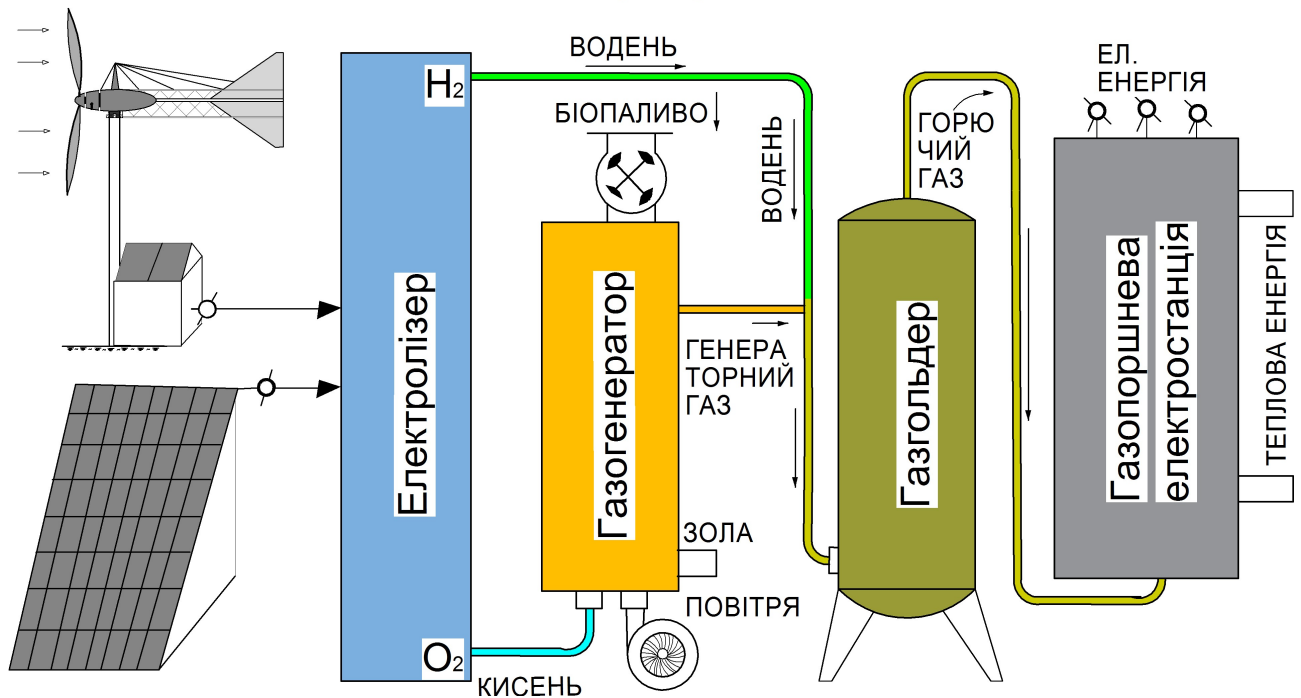 ВОДЕНЬ
H2
БІОПАЛИВО
ВОДЕНЬ
ГОРЮ
ЧИЙ
ГАЗ
ЕЛ.
ЕНЕРГІЯ
Електролізер
Газогенератор
ГЕНЕРА
ТОРНИЙ
ГАЗ
Газгольдер
Газопоршнева
електростанція
ТЕПЛОВА ЕНЕРГІЯ
ЗОЛА
ПОВІТРЯ
O2
КИСЕНЬ